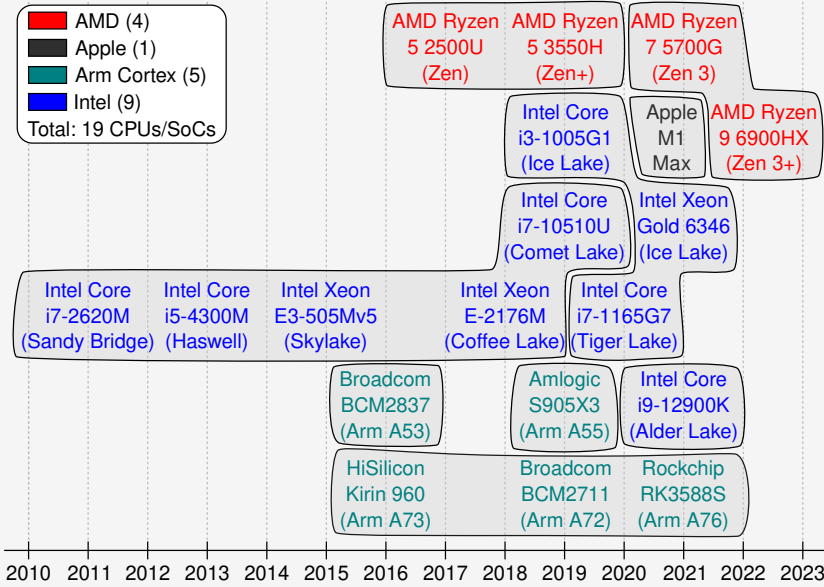 AMD (4)
Apple (1)
Arm Cortex (5)
Intel (9)
Total: 19 CPUs/SoCs
AMD Ryzen
5 2500U
(Zen)
AMD Ryzen
5 3550H
(Zen+)
AMD Ryzen
7 5700G
(Zen 3)
Intel Core
i3-1005G1
(Ice Lake)
Apple
M1
Max
AMD Ryzen
9 6900HX
(Zen 3+)
Intel Core
i7-10510U
(Comet Lake)
Intel Xeon
Gold 6346
(Ice Lake)
Intel Core
i7-2620M
(Sandy Bridge)
Intel Core
i5-4300M
(Haswell)
Intel Xeon
E3-505Mv5
(Skylake)
Intel Xeon
E-2176M
(Coffee Lake)
Intel Core
i7-1165G7
(Tiger Lake)
Broadcom
BCM2837
(Arm A53)
Amlogic
S905X3
(Arm A55)
Intel Core
i9-12900K
(Alder Lake)
HiSilicon
Kirin 960
(Arm A73)
Broadcom
BCM2711
(Arm A72)
Rockchip
RK3588S
(Arm A76)
2010 2011 2012 2013 2014 2015 2016 2017 2018 2019 2020 2021 2022 2023